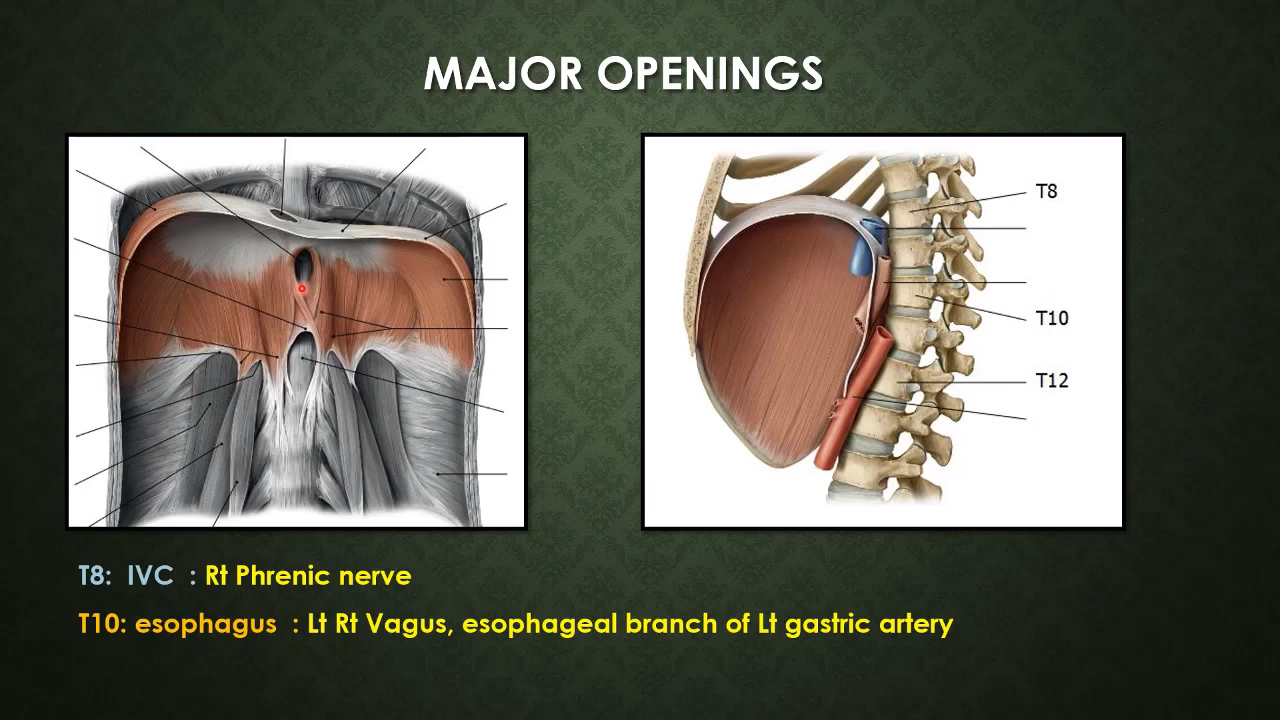 MAJOR OPENINGS
T8
T10
T12
T8: IVC : Rt Phrenic nerve
T10: esophagus : Lt Rt Vagus, esophageal branch of Lt gastric artery